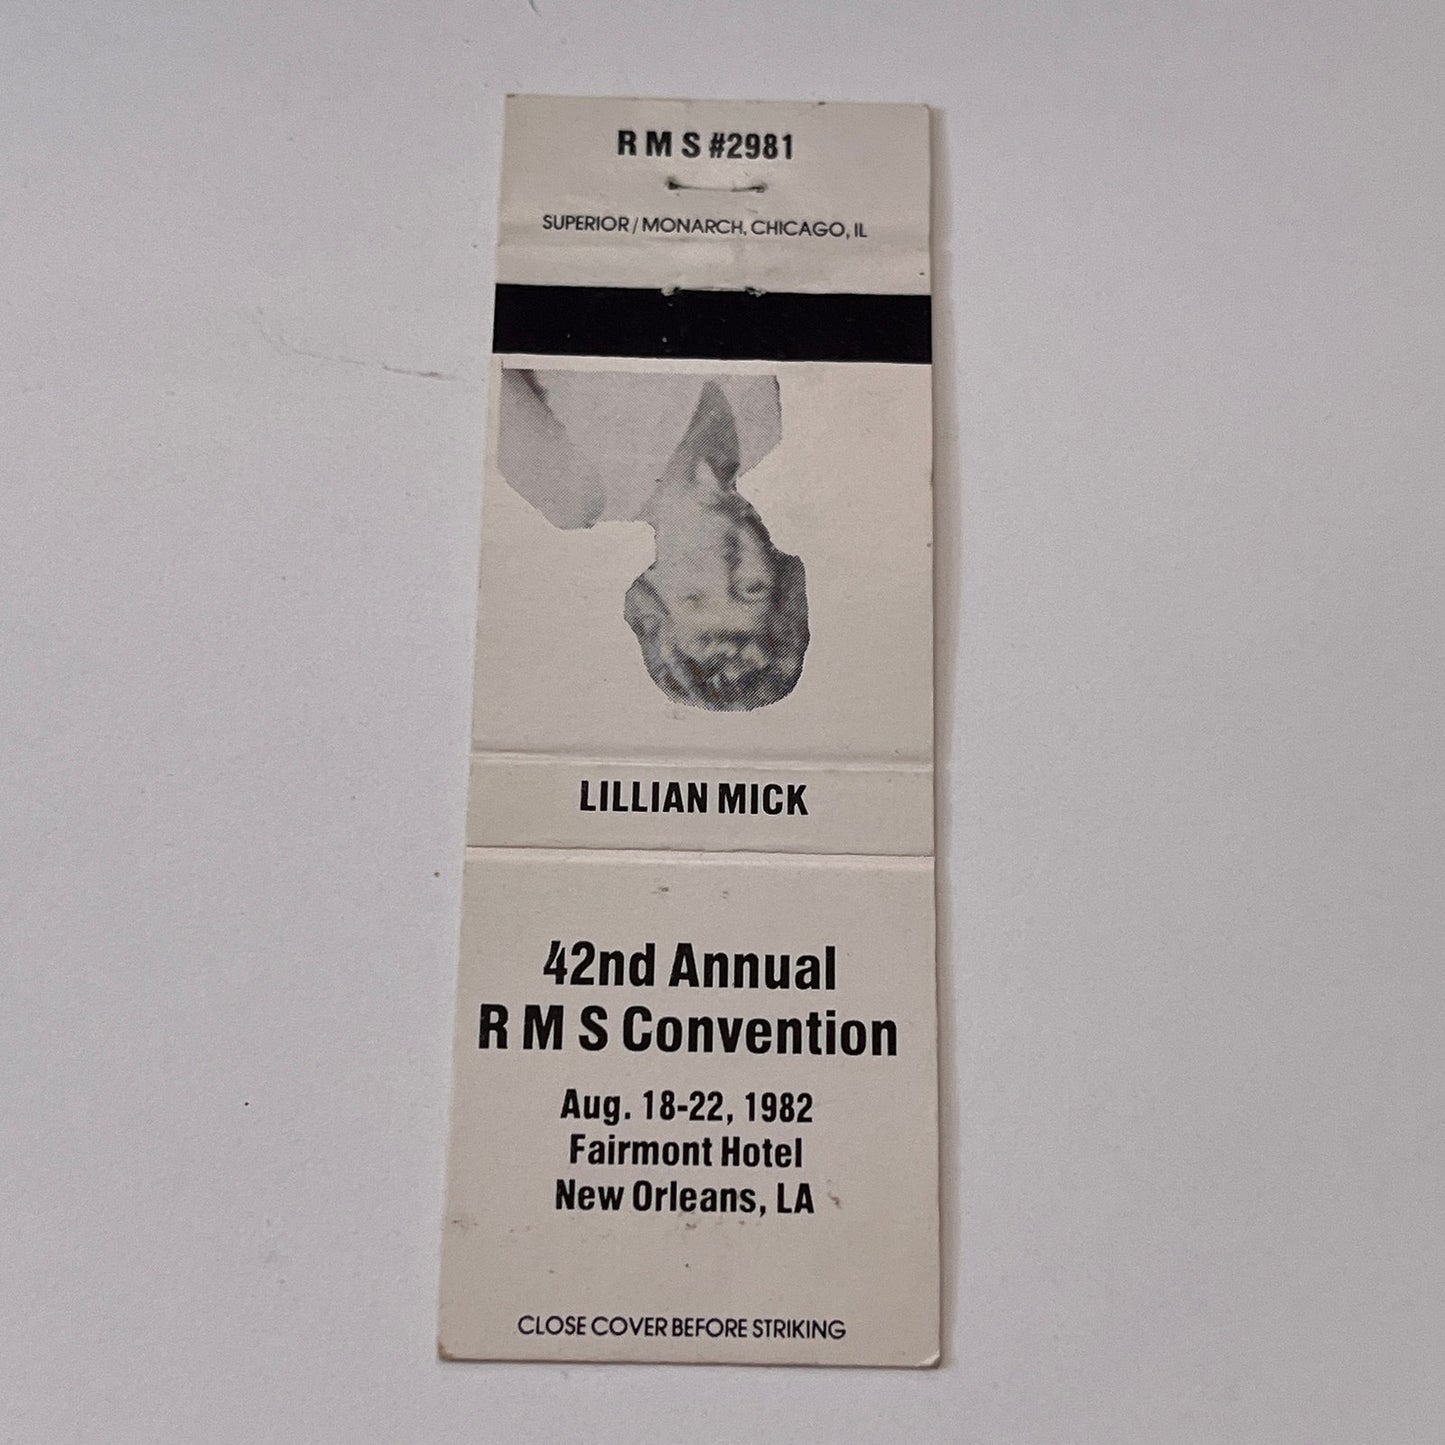 R M S #2981
SUPERIOR / MONARCH, CHICAGO, IL
LILLIAN MICK
42nd Annual
R M S Convention
Aug. 18-22, 1982
Fairmont Hotel
New Orleans, LA
CLOSE COVER BEFORE STRIKING